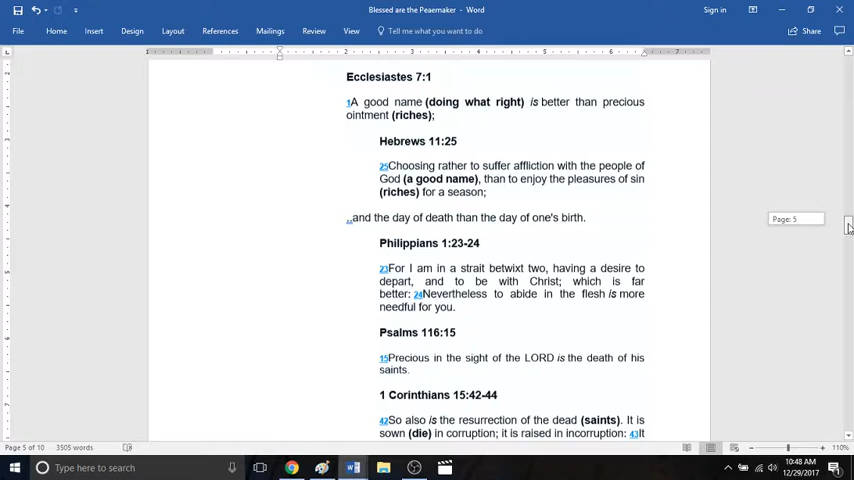 Blessed are the Peaemaker - Word
Sign in
File Home Insert Design Layout References Mailings Review View Tell me what you want to do Share
Ecclesiastes 7:1
1A good name (doing what right) is better than precious
ointment (riches);
Hebrews 11:25
25Choosing rather to suffer affliction with the people of
God (a good name), than to enjoy the pleasures of sin
(riches) for a season;
Page: 5
..and the day of death than the day of one's birth.
Philippians 1:23-24
23For I am in a strait betwixt two, having a desire to
depart, and to be with Christ; which is far
better: 24Nevertheless to abide in the flesh is more
needful for you.
Psalms 116:15
15Precious in the sight of the LORD is the death of his
saints.
1 Corinthians 15:42-44
42So also is the resurrection of the dead (saints). It is
sown (die) in corruption; it is raised in incorruption: 43It
Page 5 of 10 3505 words 110%
Type here to search
10:48 AM
12/29/2017